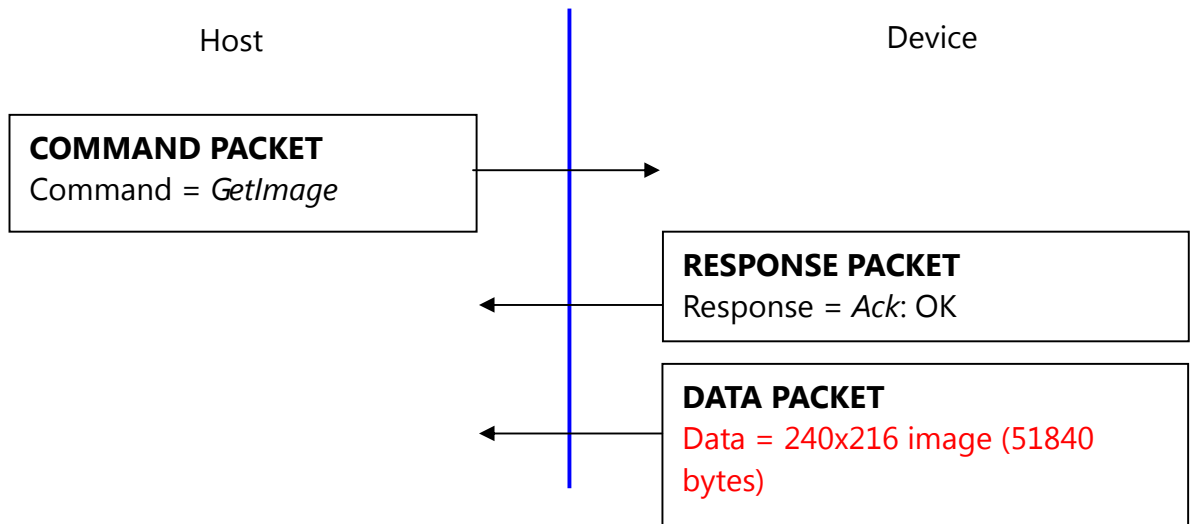 Host
Device
COMMAND PACKET
Command = GetImage
RESPONSE PACKET
Response = Ack: OK
DATA PACKET
Data = 240x216 image (51840
bytes)